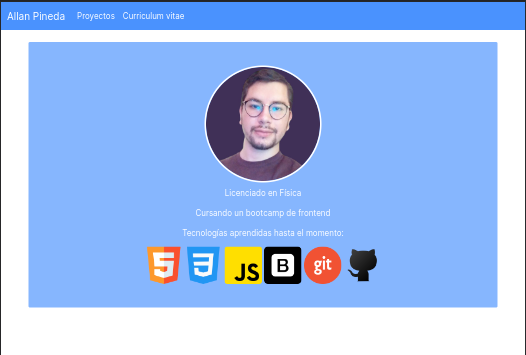 Allan Pineda Proyectos Curriculum vitae
Licenciado en Física
Cursando un bootcamp de frontend
Tecnologías aprendidas hasta el momento:
5 3 JS B git